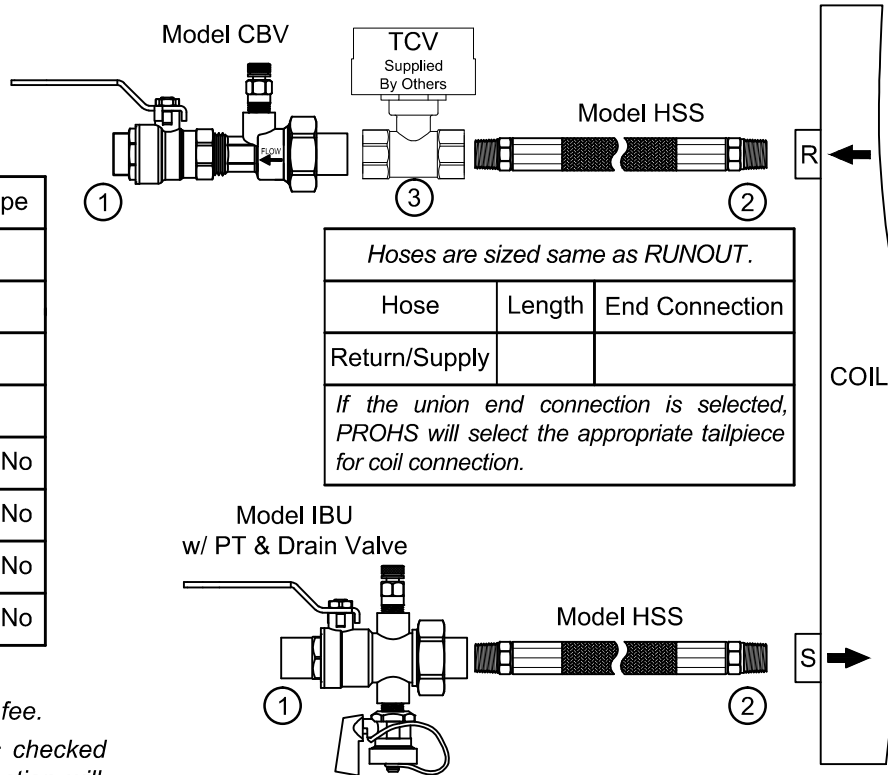 Model CBV
TCV
Supplied
By Others
Model HSS
FLOW
R
1
3
2
pe
No
No
No
No
Hoses are sized same as RUNOUT.
Hose Length End Connection
Return/Supply
If the union end connection is selected,
PROHS will select the appropriate tailpiece
for coil connection.
COIL
Model IBU
w/ PT & Drain Valve
Model HSS
S
1
2
fee.
checked
will